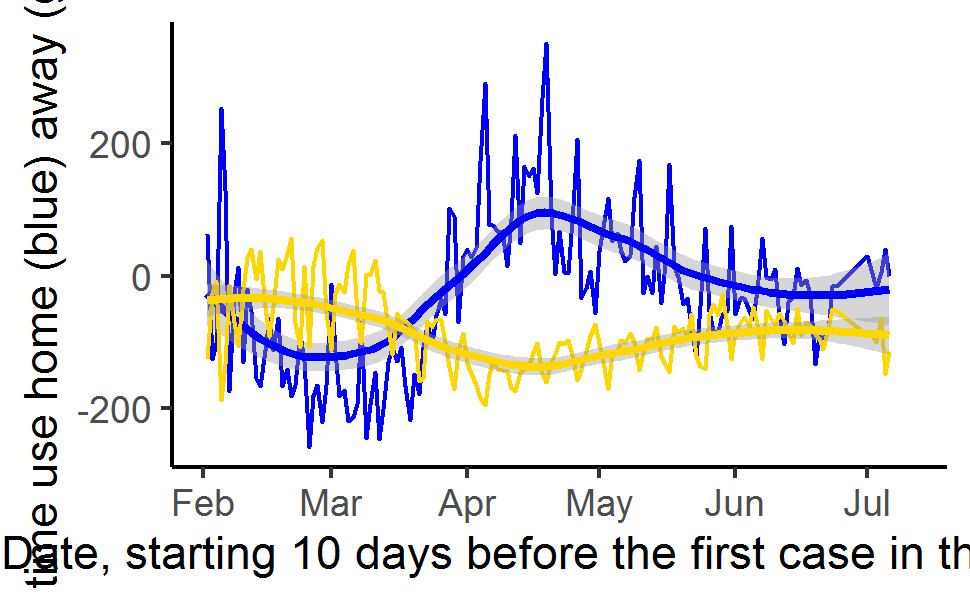 time use home (blue) away (g
200
0
-200
Feb Mar Apr May Jun Jul
Date, starting 10 days before the first case in th